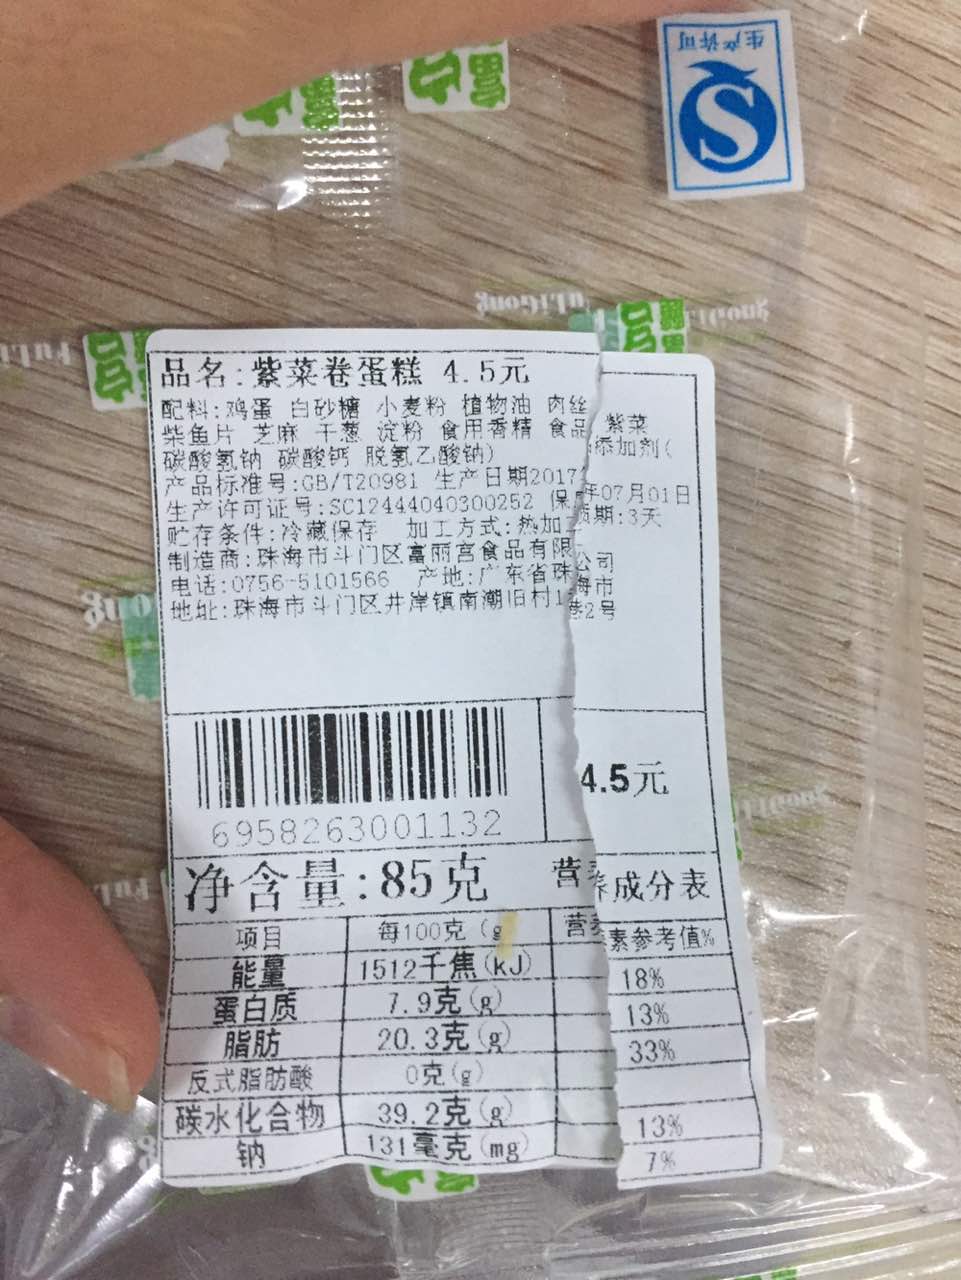 生产许可
FuLiGong
品名:紫菜卷蛋糕 4.5元
配料:鸡蛋 白砂糖 小麦粉 植物油 肉丝 紫菜
柴鱼片 芝麻 干葱 淀粉 食用香精 食品添加剂(
碳酸氢钠 碳酸钙 脱氢乙酸钠)
产品标准号:GB/T20981 生产日期2017年07月01日
生产许可证号:SC12444040300252 保质期:3天
贮存条件:冷藏保存 加工方式:热加工
制造商:珠海市斗门区富丽宫食品有限公司
电话:0756-5101566 产地:广东省珠海市
地址:珠海市斗门区井岸镇南潮旧村1巷2号
6958263001132
4.5元
净含量:85克 营养成分表
项目 每100克(g 营养素参考值%
能量 1512千焦(kJ) 18%
蛋白质 7.9克(g) 13%
脂肪 20.3克(g) 33%
反式脂肪酸 0克(g)
碳水化合物 39.2克(g) 13%
钠 131毫克(mg) 7%